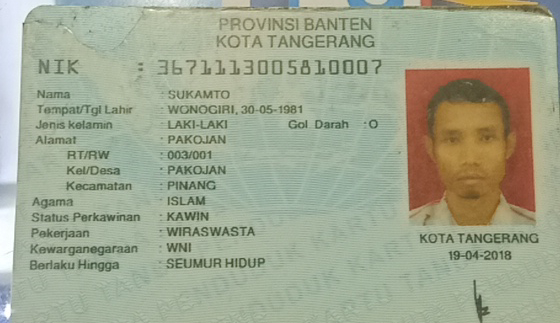 PROVINSI BANTEN
KOTA TANGERANG
NIK : 3671113005810007
Nama : SUKAMTO
Tempat/Tgl Lahir : WONOGIRI, 30-05-1981
Jenis kelamin : LAKI-LAKI Gol Darah : O
Alamat : PAKOJAN
RT/RW : 003/001
Kel/Desa : PAKOJAN
Kecamatan : PINANG
Agama : ISLAM
Status Perkawinan : KAWIN
Pekerjaan : WIRASWASTA
Kewarganegaraan : WNI
Berlaku Hingga : SEUMUR HIDUP
KOTA TANGERANG
19-04-2018